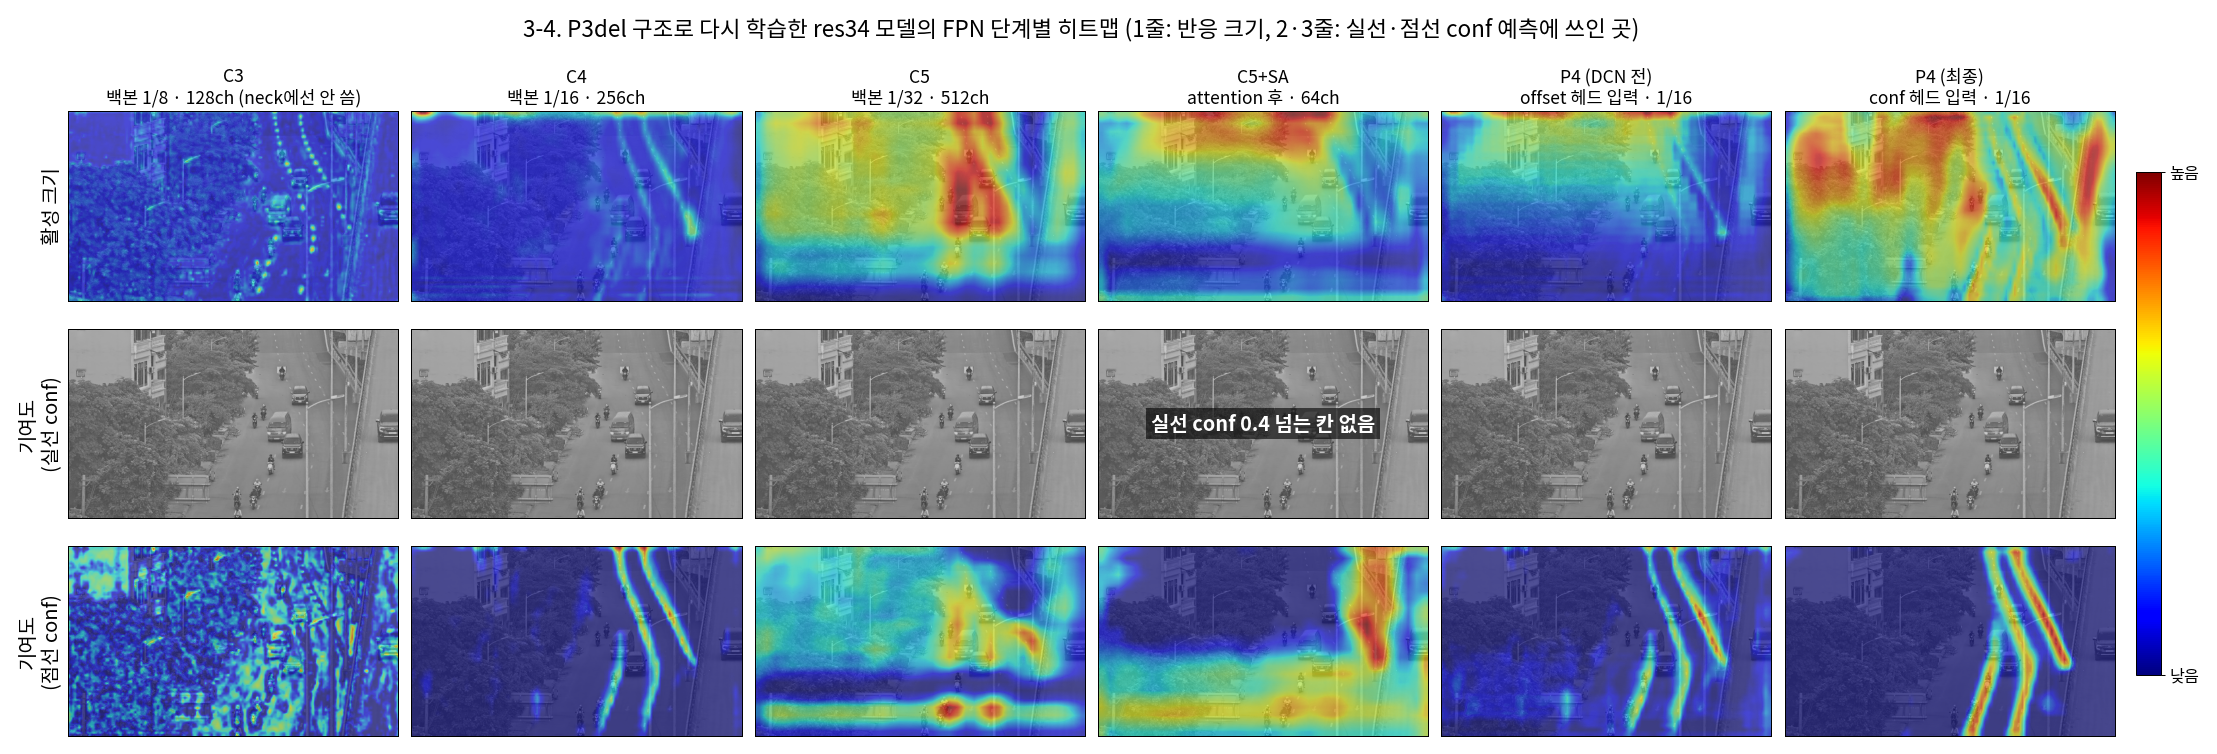 3-4. P3del 구조로 다시 학습한 res34 모델의 FPN 단계별 히트맵 (1줄: 반응 크기, 2·3줄: 실선·점선 conf 예측에 쓰인 곳)
C3
백본 1/8 · 128ch (neck에선 안 씀)
C4
백본 1/16 · 256ch
C5
백본 1/32 · 512ch
C5+SA
attention 후 · 64ch
P4 (DCN 전)
offset 헤드 입력 · 1/16
P4 (최종)
conf 헤드 입력 · 1/16
활성 크기
높음
기여도
(실선 conf)
실선 conf 0.4 넘는 칸 없음
기여도
(점선 conf)
낮음